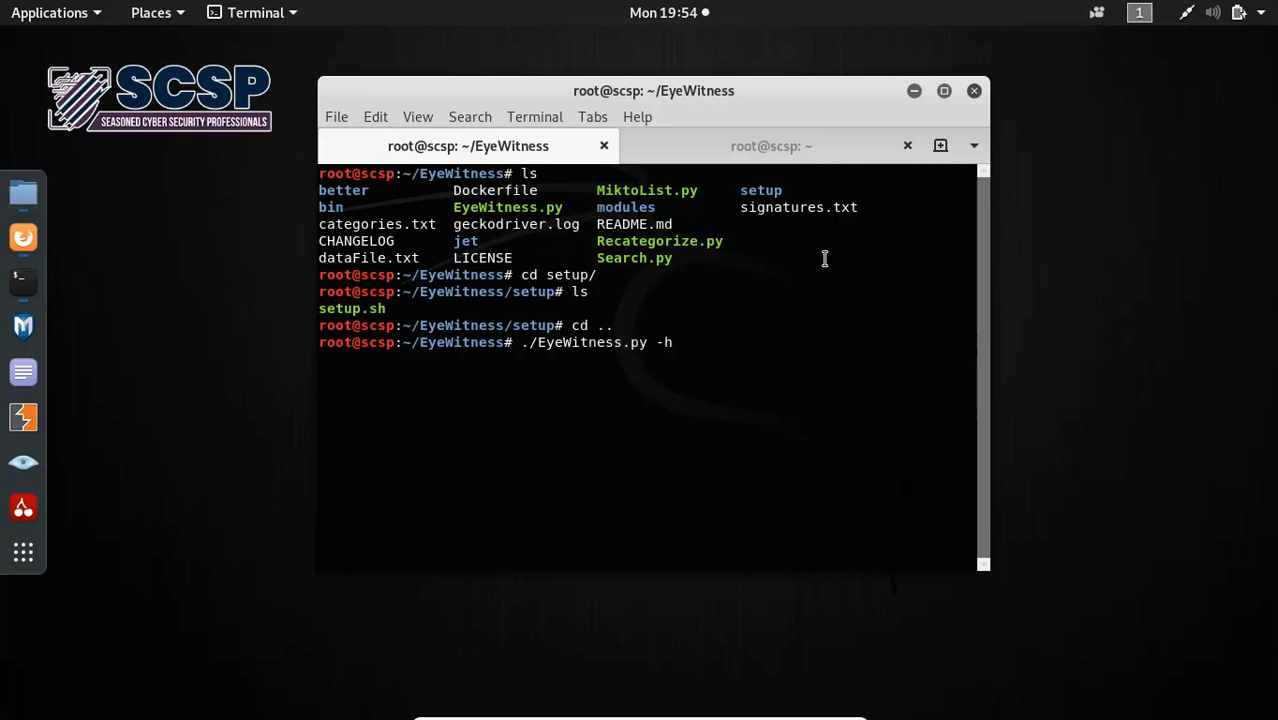 Applications Places Terminal Mon 19:54 1
SCSP
SEASONED CYBER SECURITY PROFESSIONALS
root@scsp: ~/EyeWitness
File Edit View Search Terminal Tabs Help
root@scsp: ~/EyeWitness root@scsp: ~
root@scsp:~/EyeWitness# ls
better Dockerfile MiktoList.py setup
bin EyeWitness.py modules signatures.txt
categories.txt geckodriver.log README.md
CHANGELOG jet Recategorize.py
dataFile.txt LICENSE Search.py
root@scsp:~/EyeWitness# cd setup/
root@scsp:~/EyeWitness/setup# ls
setup.sh
root@scsp:~/EyeWitness/setup# cd ..
root@scsp:~/EyeWitness# ./EyeWitness.py -h